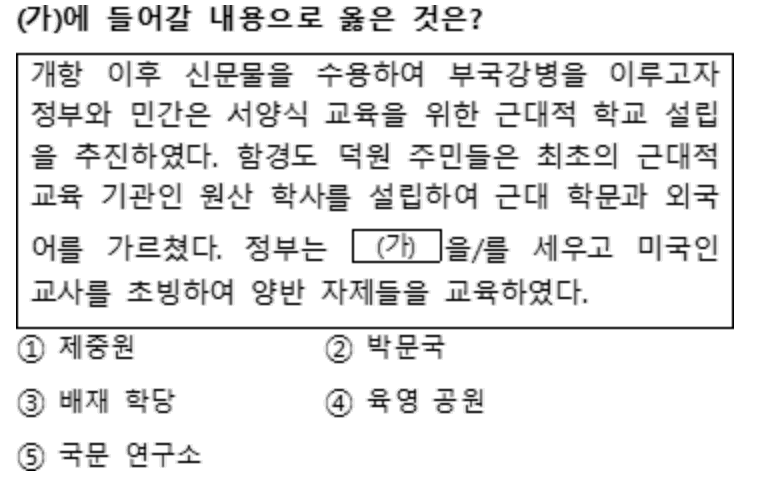 (가)에 들어갈 내용으로 옳은 것은?
개항 이후 신문물을 수용하여 부국강병을 이루고자
정부와 민간은 서양식 교육을 위한 근대적 학교 설립
을 추진하였다. 함경도 덕원 주민들은 최초의 근대적
교육 기관인 원산 학사를 설립하여 근대 학문과 외국
어를 가르쳤다. 정부는 (가) 을/를 세우고 미국인
교사를 초빙하여 양반 자제들을 교육하였다.
① 제중원 ② 박문국
③ 배재 학당 ④ 육영 공원
⑤ 국문 연구소